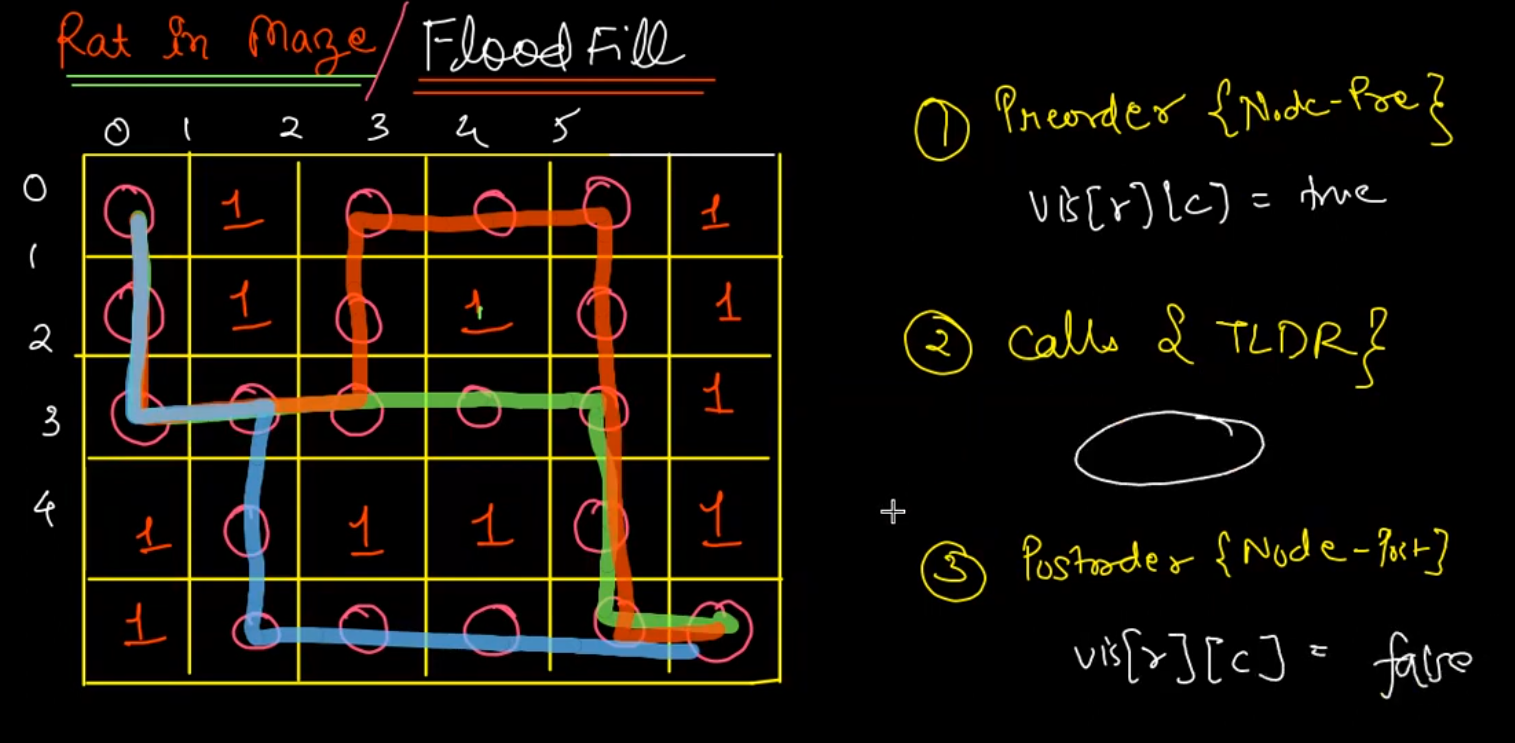 Rat in Maze / Flood Fill
0 1 2 3 4 5
0 1 1
1
1 1 1
2
1
3
4 1 1 1 1
1
① Preorder {Node-Pre}
vis[r][c] = true
② Calls { TLDR}
③ Postorder {Node-Post}
vis[r][c] = false